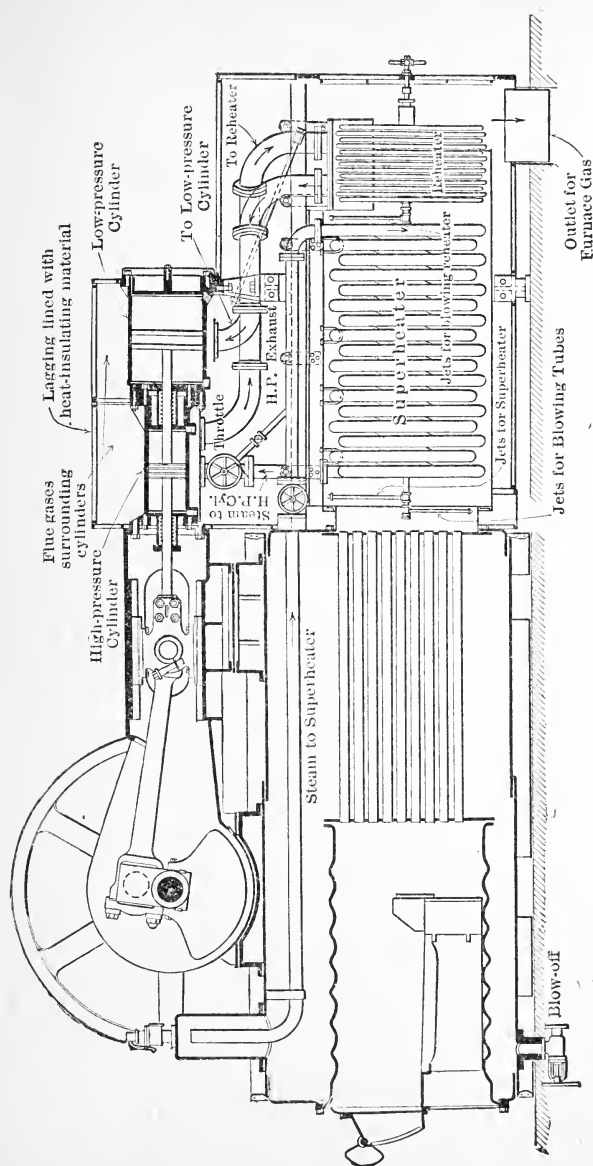 Lagging lined with
heat-insulating material
Low-pressure
Cylinder
Flue gases
surrounding
cylinders
High-pressure
Cylinder
To Low-pressure
Cylinder
To Reheater
Throttle
H.P. Exhaust
Steam to
H.P. Cyl.
Steam to Superheater
Superheater
Jets for blowing reheater
Reheater
Jets for Superheater
Jets for Blowing Tubes
Outlet for
Furnace Gas
Blow-off